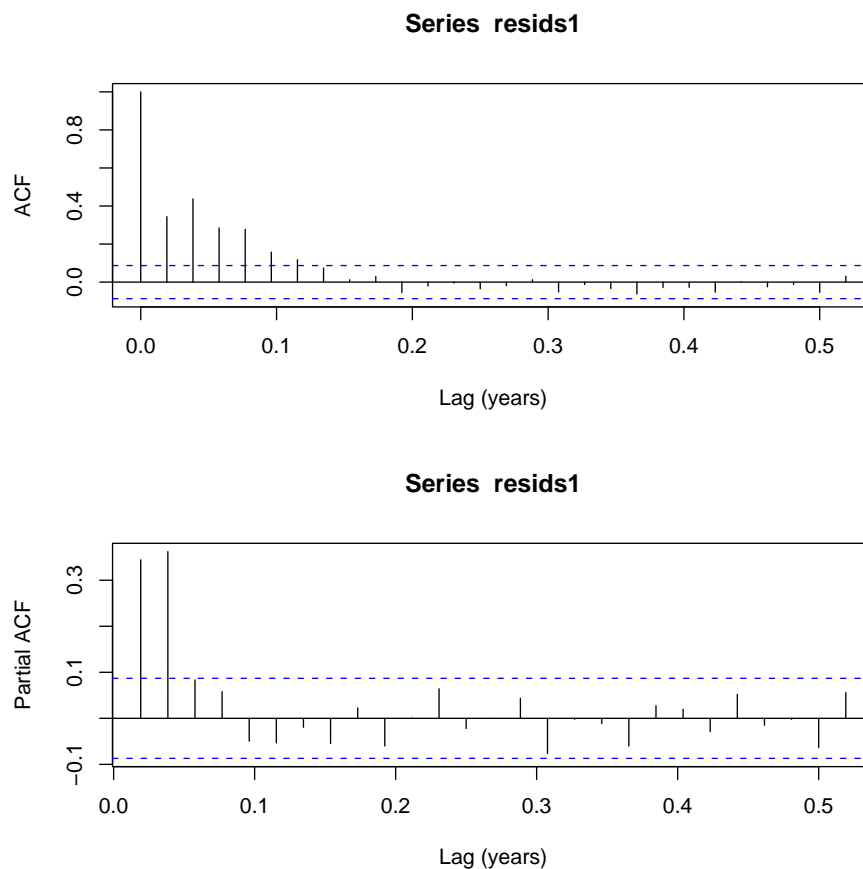 Series resids1
ACF
0.8
0.4
0.0
0.0 0.1 0.2 0.3 0.4 0.5
Lag (years)
Series resids1
Partial ACF
0.3
0.1
−0.1
0.0 0.1 0.2 0.3 0.4 0.5
Lag (years)